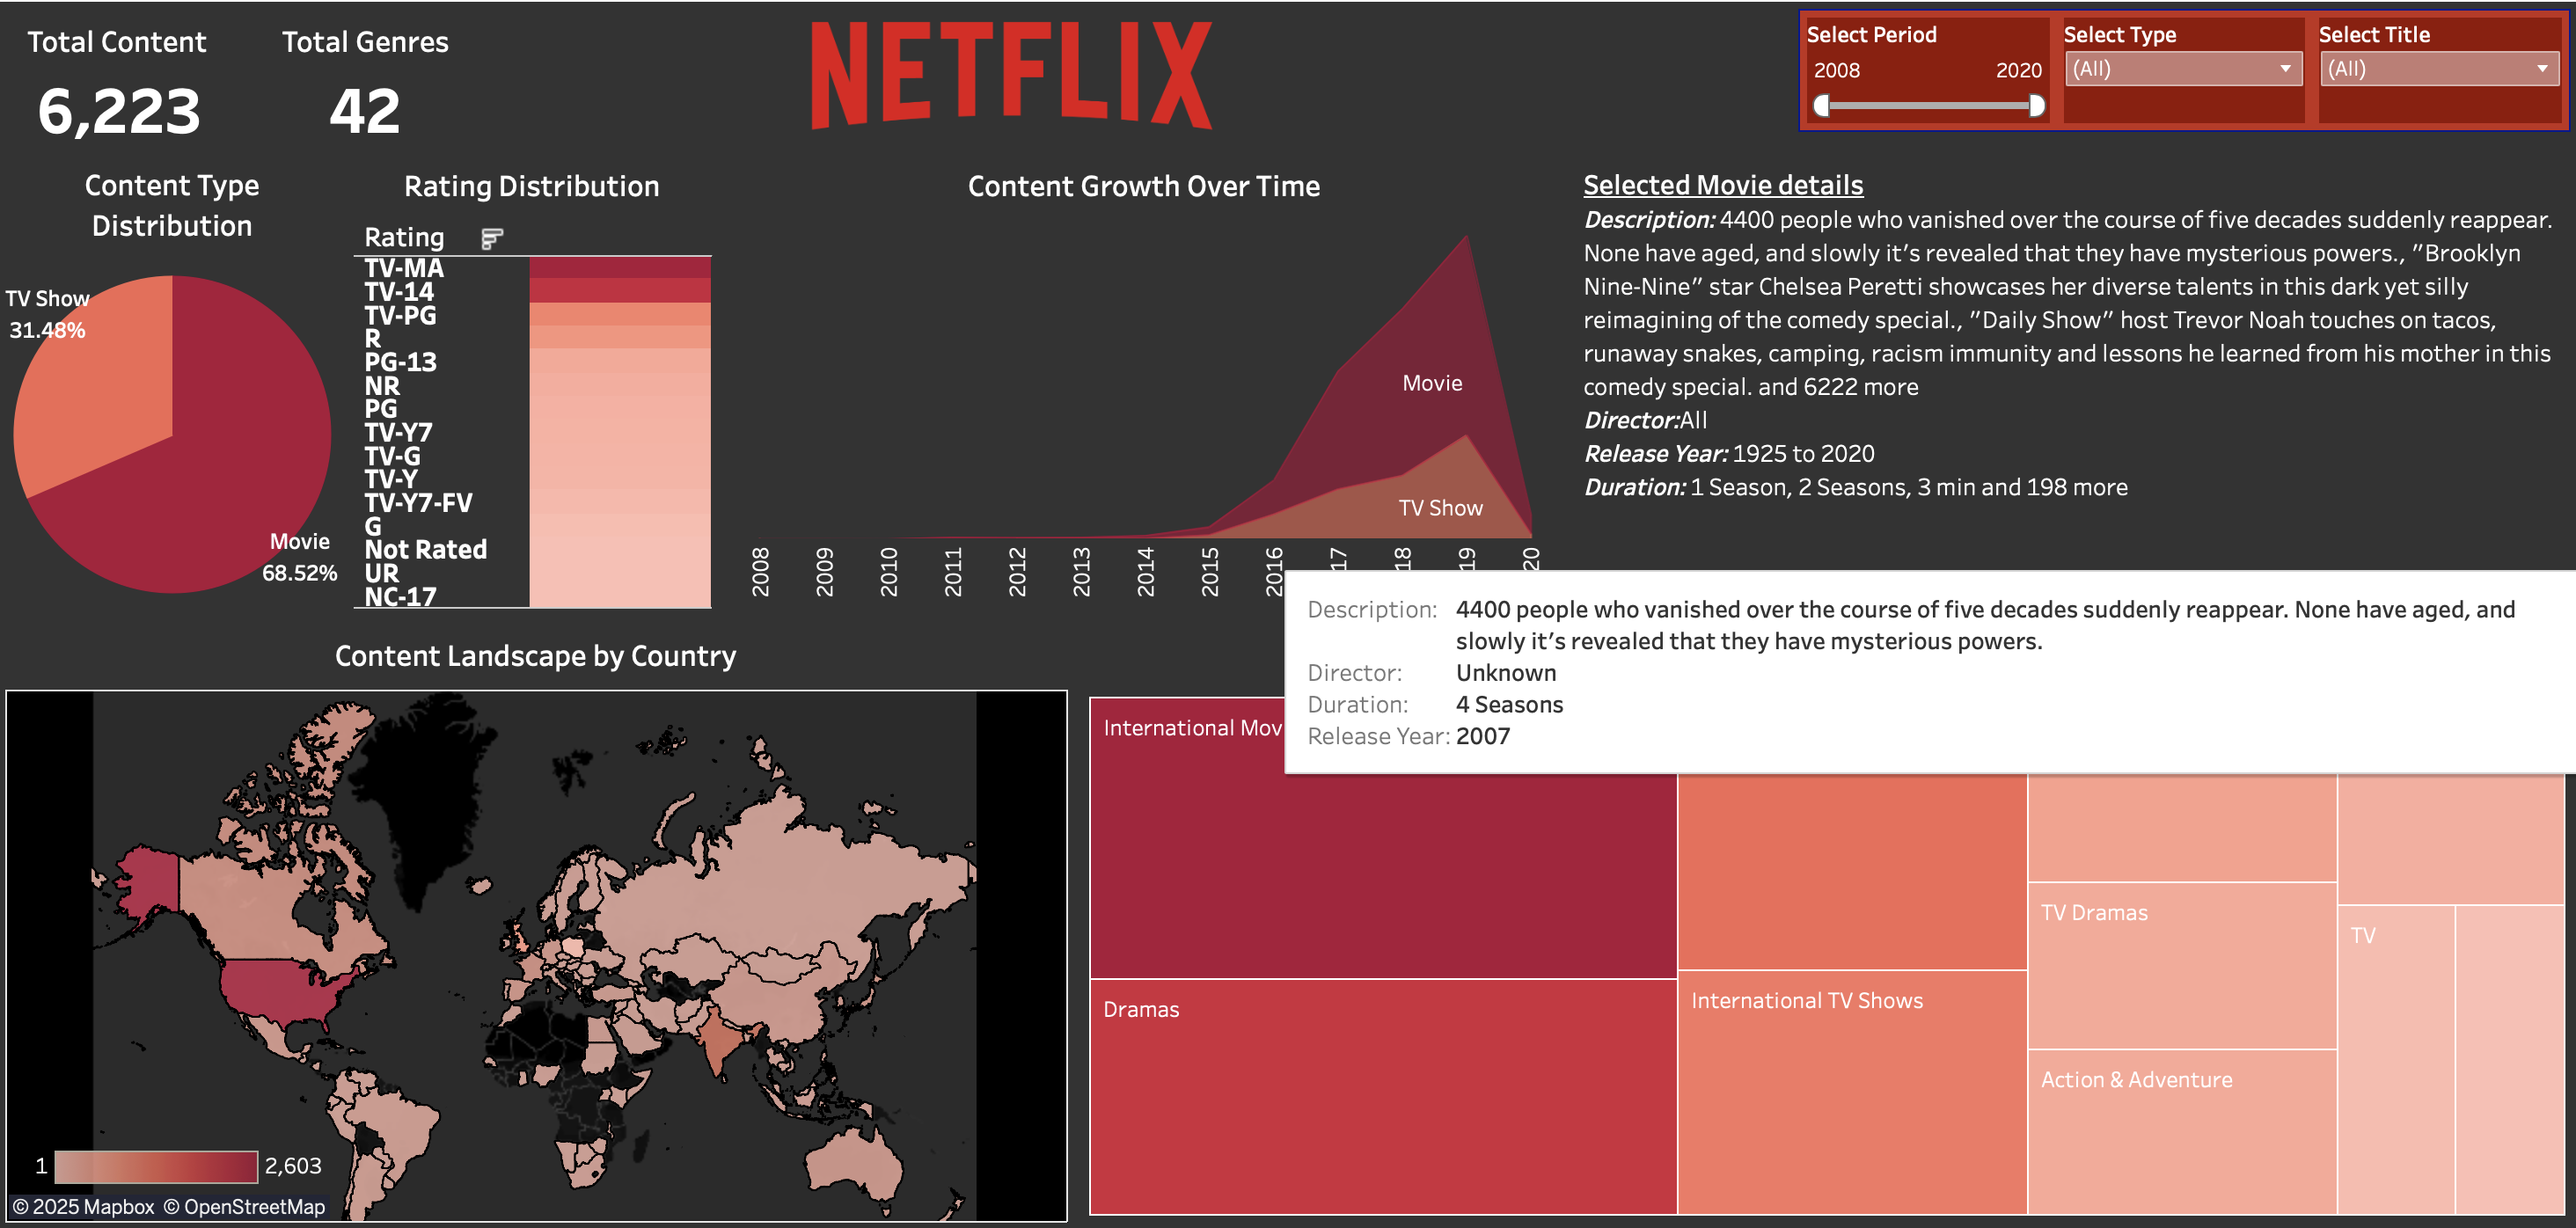 Total Content
Total Genres
6,223
42
NETFLIX
Select Period
2008
2020
Select Type
(All)
Select Title
(All)
Content Type
Distribution
TV Show
31.48%
Movie
68.52%
Rating Distribution
Rating
TV-MA
TV-14
TV-PG
R
PG-13
NR
PG
TV-Y7
TV-G
TV-Y
TV-Y7-FV
G
Not Rated
UR
NC-17
Content Growth Over Time
Movie
TV Show
2008
2009
2010
2011
2012
2013
2014
2015
2016
17
18
19
20
Selected Movie details
Description: 4400 people who vanished over the course of five decades suddenly reappear.
None have aged, and slowly it's revealed that they have mysterious powers., "Brooklyn
Nine-Nine" star Chelsea Peretti showcases her diverse talents in this dark yet silly
reimagining of the comedy special., "Daily Show" host Trevor Noah touches on tacos,
runaway snakes, camping, racism immunity and lessons he learned from his mother in this
comedy special. and 6222 more
Director:All
Release Year: 1925 to 2020
Duration: 1 Season, 2 Seasons, 3 min and 198 more
Description: 4400 people who vanished over the course of five decades suddenly reappear. None have aged, and
slowly it's revealed that they have mysterious powers.
Director: Unknown
Duration: 4 Seasons
Release Year: 2007
Content Landscape by Country
1
2,603
© 2025 Mapbox © OpenStreetMap
International Mov
Dramas
International TV Shows
TV Dramas
Action & Adventure
TV